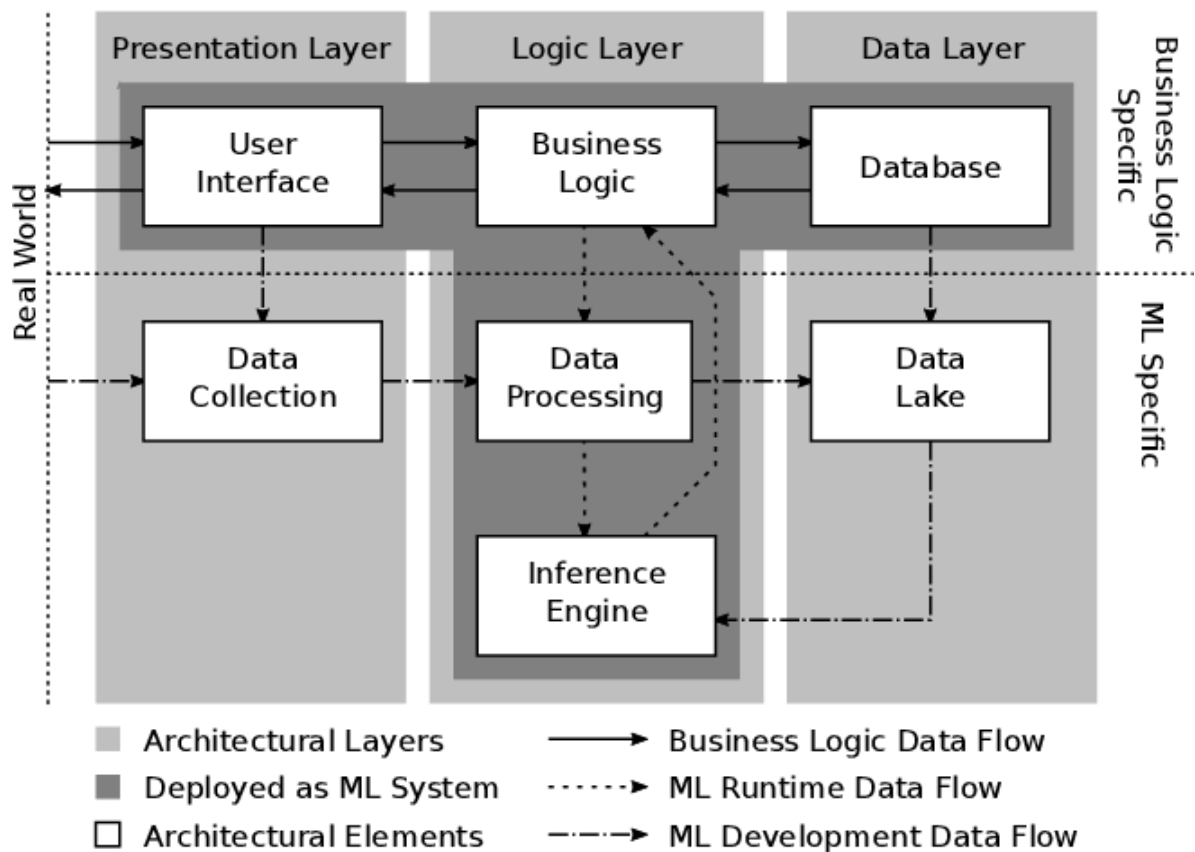 Presentation Layer
Logic Layer
Data Layer
Business Logic
Specific
User
Interface
Business
Logic
Database
Real World
Data
Collection
Data
Processing
Data
Lake
ML Specific
Inference
Engine
Architectural Layers
Business Logic Data Flow
Deployed as ML System
ML Runtime Data Flow
Architectural Elements
ML Development Data Flow